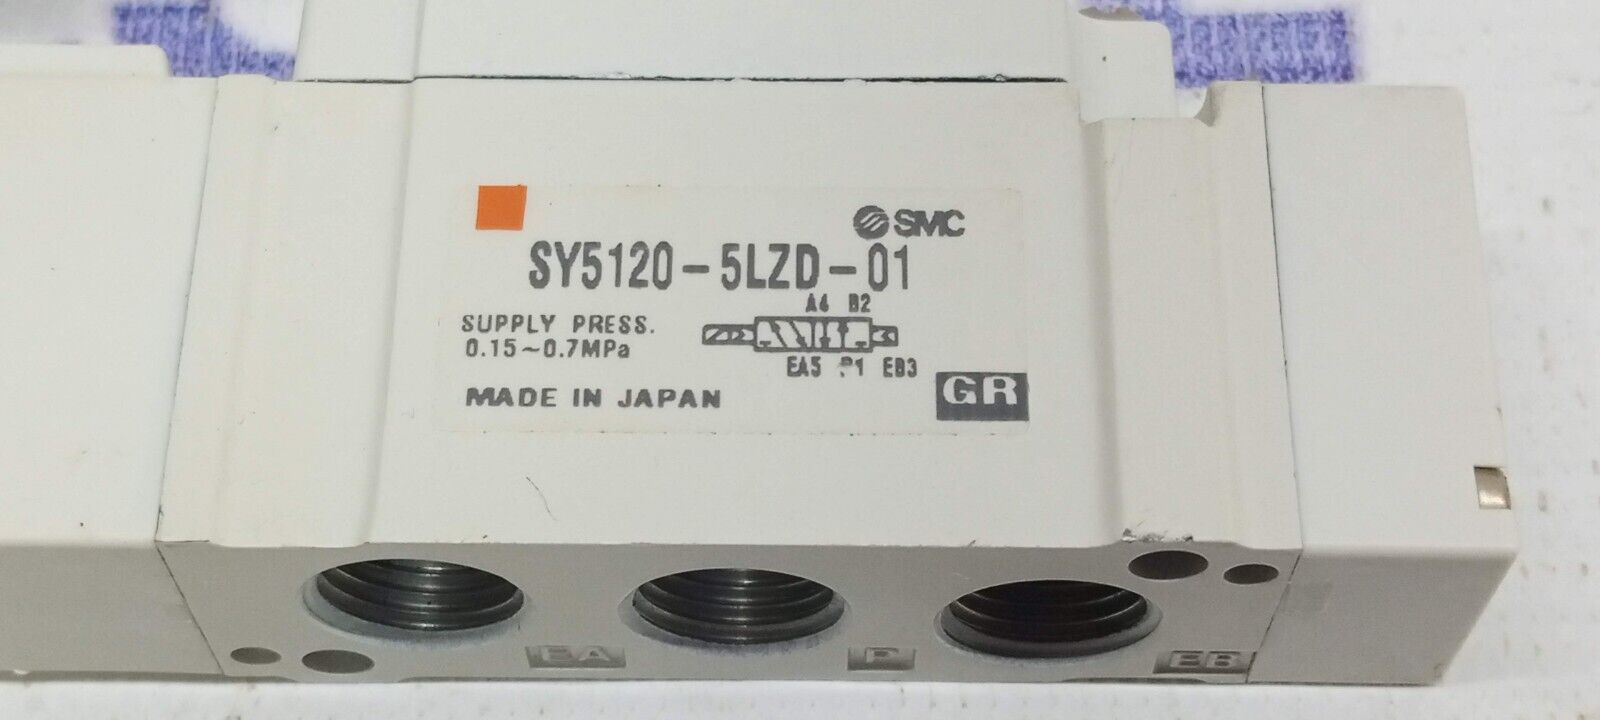 SMC
SY5120-5LZD-01
A4 B2
SUPPLY PRESS.
0.15~0.7MPa
EA5 P1 EB3
MADE IN JAPAN
GR
EA P EB